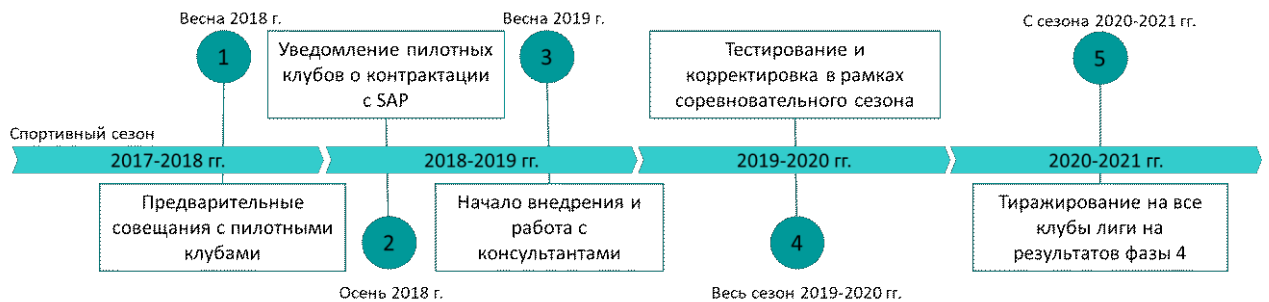 Весна 2018 г.
1
Уведомление пилотных
клубов о контрактации
с SAP
Весна 2019 г.
3
Тестирование и
корректировка в рамках
соревновательного сезона
С сезона 2020-2021 гг.
5
Спортивный сезон
2017-2018 гг.
2018-2019 гг.
2019-2020 гг.
2020-2021 гг.
Предварительные
совещания с пилотными
клубами
2
Осень 2018 г.
Начало внедрения и
работа с
консультантами
4
Весь сезон 2019-2020 гг.
Тиражирование на все
клубы лиги на
результатов фазы 4